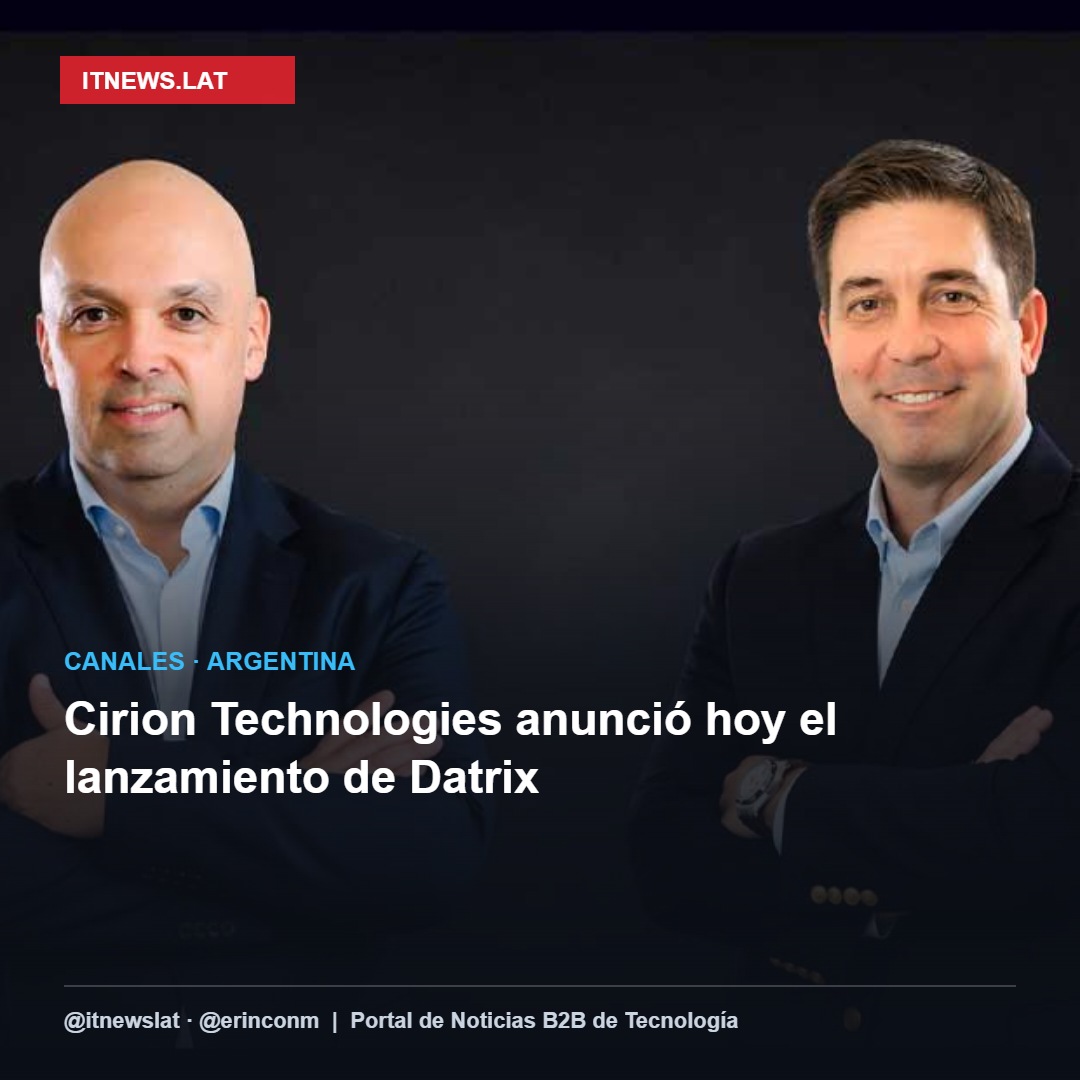 ITNEWS.LAT
CANALES · ARGENTINA
Cirion Technologies anunció hoy el
lanzamiento de Datrix
@itnewslat · @erinconm | Portal de Noticias B2B de Tecnología